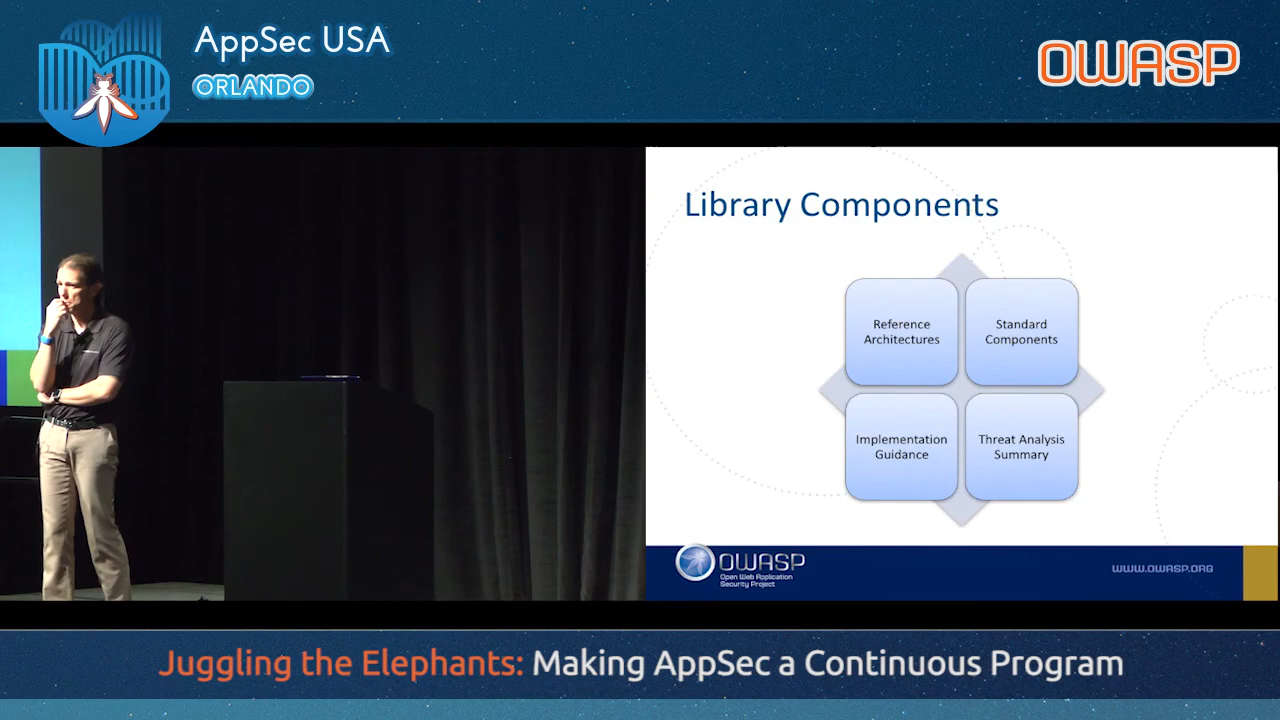 AppSec USA
ORLANDO
OWASP
Library Components
Reference
Architectures
Standard
Components
Implementation
Guidance
Threat Analysis
Summary
OWASP
Open Web Application
Security Project
WWW.OWASP.ORG
Juggling the Elephants: Making AppSec a Continuous Program